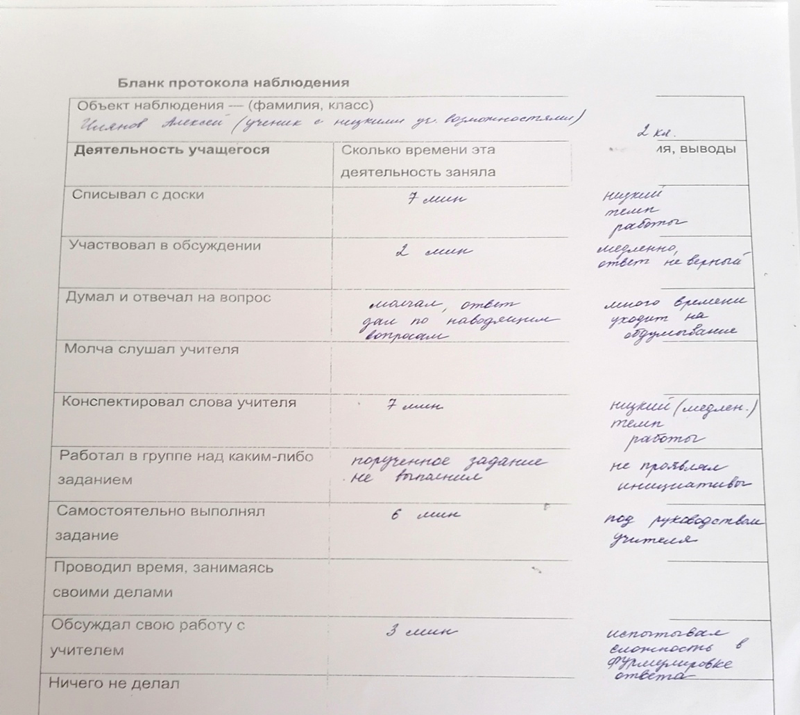 Бланк протокола наблюдения
Объект наблюдения — (фамилия, класс)
Алексей (ученик с ницкими уч. возможностями) 2 кл.
Деятельность учащегося
Сколько времени эта
деятельность заняла
ия, выводы
Списывал с доски
7 мин
ницкий
темп
работы
Участвовал в обсуждении
2 мин
медленно,
ответ не верный
Думал и отвечал на вопрос
молчал, ответ
дал по наводящим
вопросам
много времени
уходит на
обдумывание
Молча слушал учителя
Конспектировал слова учителя
7 мин
ницкий (медлен.)
темп
работы
Работал в группе над каким-либо
заданием
порученное задание
не выполнил
не проявлял
инициативы
Самостоятельно выполнял
задание
6 мин
под руководством
учителя
Проводил время, занимаясь
своими делами
Обсуждал свою работу с
учителем
3 мин
испытывал
сложность в
формулировке
ответа
Ничего не делал